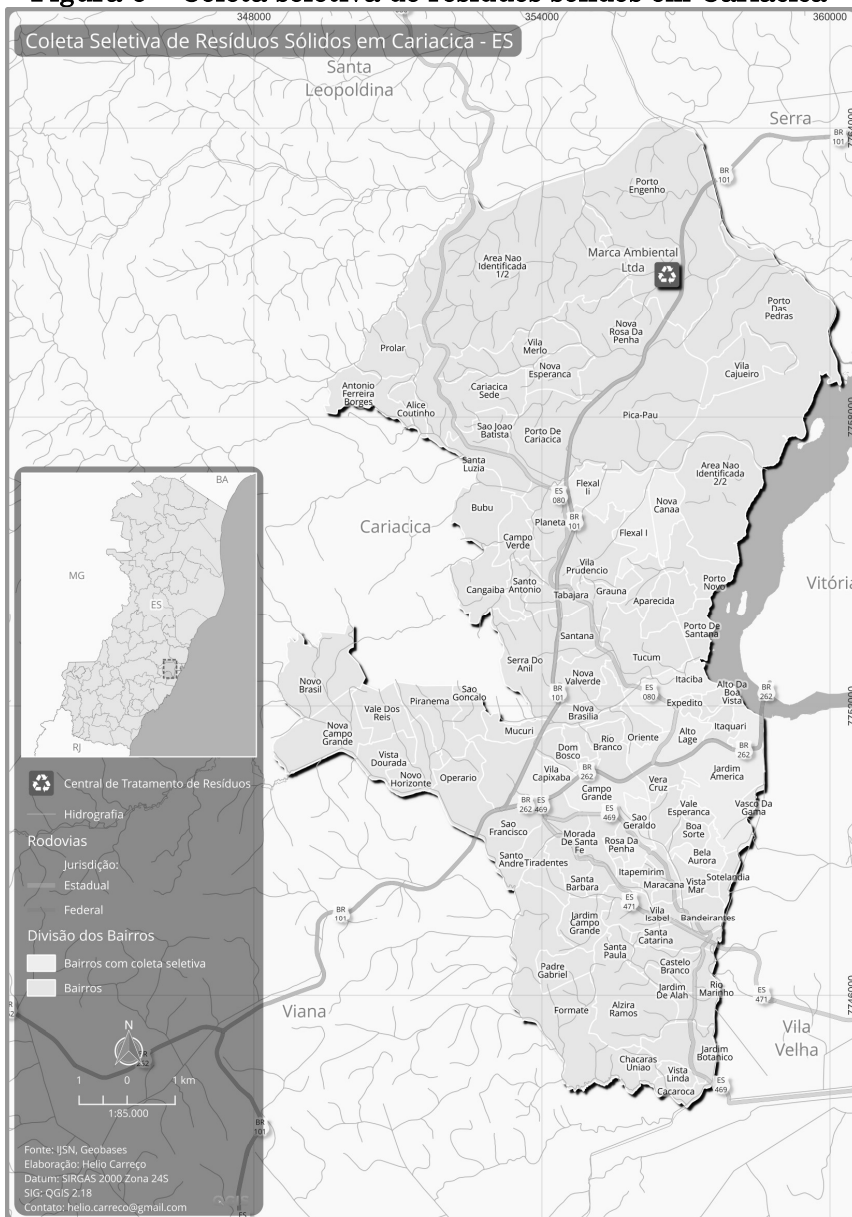 Figura 6 – Coleta seletiva de resíduos sólidos em Cariacica
348000
354000
360000
Coleta Seletiva de Resíduos Sólidos em Cariacica - ES
Santa
Leopoldina
Serra
7764000
BR
101
BR
101
Porto
Engenho
Marca Ambiental
Ltda
Area Nao
Identificada
1/2
Porto
Das
Pedras
Nova
Rosa Da
Penha
Vila
Merlo
Prolar
Nova
Esperanca
Vila
Cajueiro
Cariacica
Sede
Antonio
Ferreira
Borges
Alice
Coutinho
Pica-Pau
7758000
Sao Joao
Batista
Porto De
Cariacica
Santa
Luzia
Area Nao
Identificada
2/2
Flexal
Ii
ES
080
Bubu
Nova
Canaa
Planeta
BR
101
Cariacica
Campo
Verde
Flexal I
Vila
Prudencio
Vitória
Cangaiba
Santo
Antonio
Tabajara
Grauna
Aparecida
Porto
Novo
Santana
Porto De
Santana
Serra Do
Anil
Tucum
Nova
Valverde
Itaciba
Novo
Brasil
Sao
Goncalo
BR
101
ES
080
Alto Da
Boa
Vista
BR
262
Piranema
Expedito
Vale Dos
Reis
Nova
Brasilia
7752000
Nova
Campo
Grande
Mucuri
Rio
Branco
Oriente
Alto
Lage
Itaquari
BR
262
Vista
Dourada
Dom
Bosco
Novo
Horizonte
Operario
Vila
Capixaba
BR
262
Jardim
America
Campo
Grande
Vera
Cruz
BR
262
ES
469
Vale
Esperanca
Vasco Da
Gama
ES
469
Sao
Francisco
Sao
Geraldo
Boa
Sorte
Morada
De Santa
Fe
Rosa Da
Penha
Santo
Andre
Tiradentes
Bela
Aurora
Itapemirim
Santa
Barbara
Maracana
Vista
Mar
Sotelandia
ES
471
BR
101
Jardim
Campo
Grande
Vila
Isabel
Bandeirantes
Santa
Catarina
Santa
Paula
Padre
Gabriel
Castelo
Branco
Jardim
De Alah
Rio
Marinho
7746000
ES
471
Viana
Formate
Alzira
Ramos
Vila
Velha
Jardim
Botanico
Chacaras
Uniao
Vista
Linda
Cacaroca
ES
469
BA
MG
ES
RJ
Central de Tratamento de Resíduos
Hidrografia
Rodovias
Jurisdição:
Estadual
Federal
Divisão dos Bairros
Bairros com coleta seletiva
Bairros
N
BR
262
1 0 1 km
1:85.000
BR
101
Fonte: IJSN, Geobases
Elaboração: Helio Carreço
Datum: SIRGAS 2000 Zona 24S
SIG: QGIS 2.18
Contato: helio.carreco@gmail.com
ES